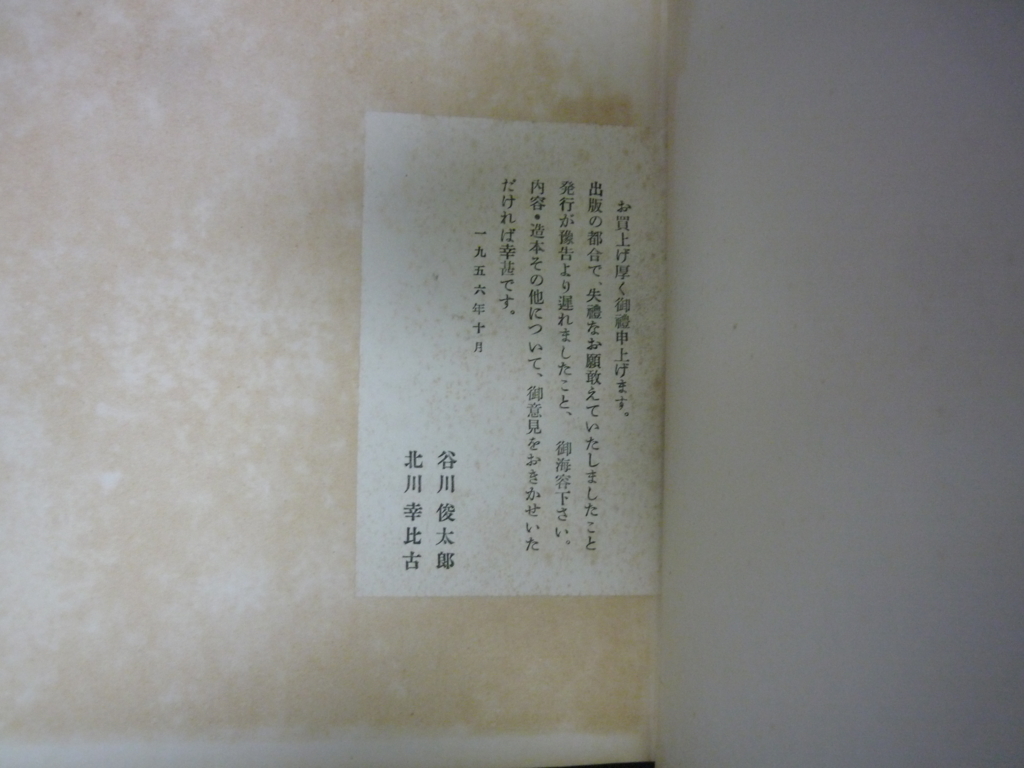 お買上げ厚く御禮申上げます。
出版の都合で、失禮なお願敢えていたしましたこと
発行が豫告より遅れましたこと、御海容下さい。
内容・造本その他について、御意見をおきかせいた
だければ幸甚です。
一九五六年十月
谷川俊太郎
北川幸比古